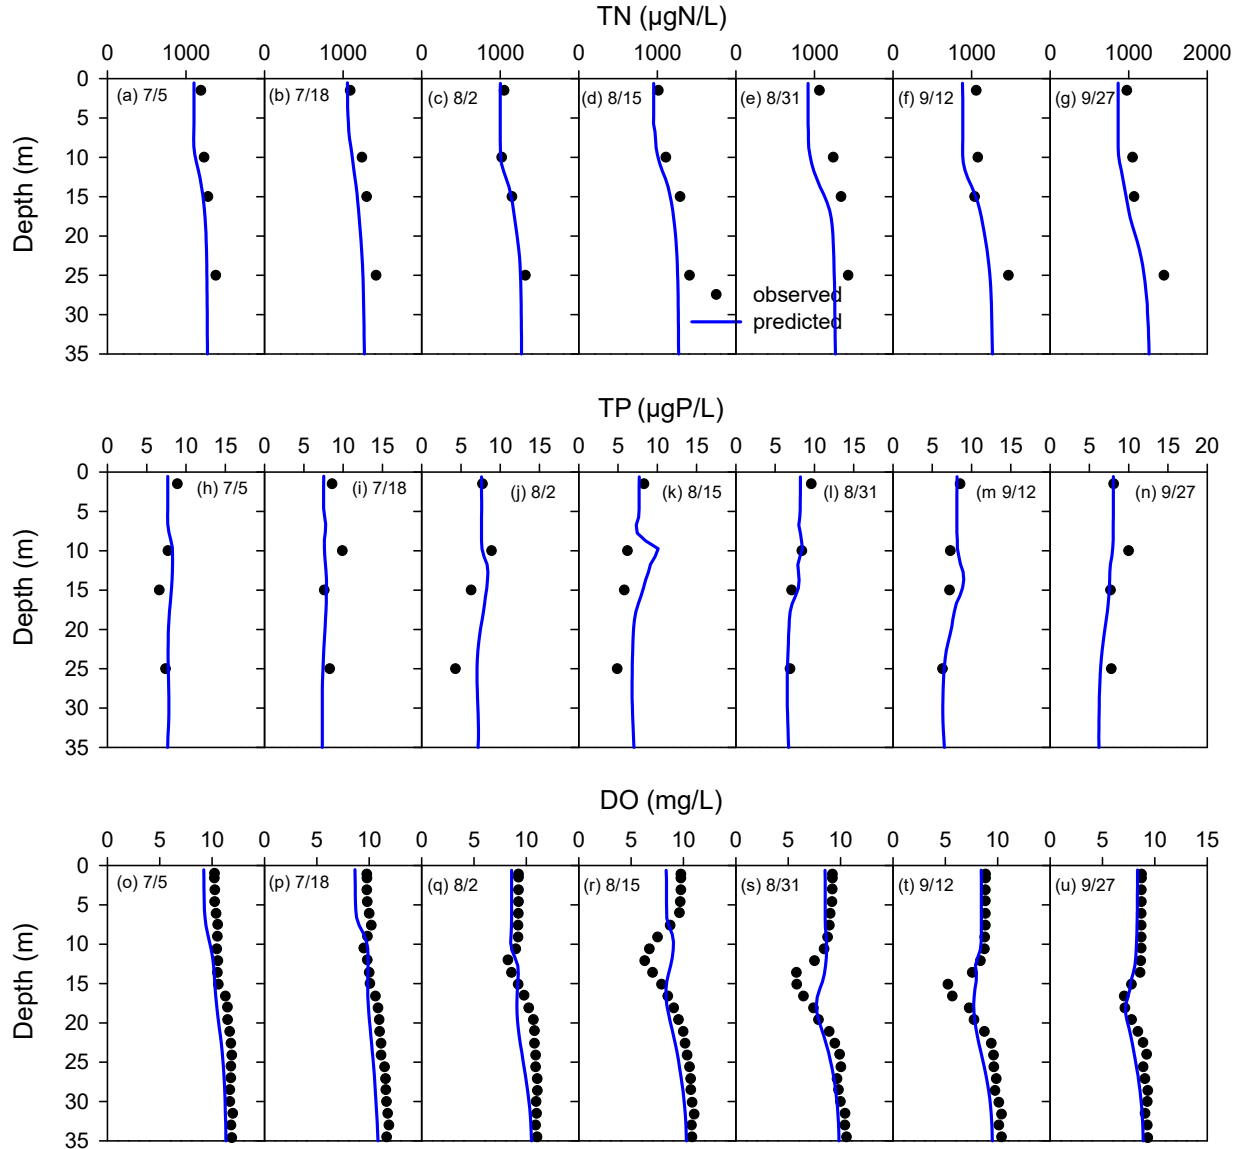 TN (µgN/L)
0 1000 0 1000 0 1000 0 1000 0 1000 0 1000 0 1000 2000
Depth (m)
0
5
10
15
20
25
30
35
(a) 7/5 (b) 7/18 (c) 8/2 (d) 8/15 (e) 8/31 (f) 9/12 (g) 9/27
observed
predicted
TP (µgP/L)
0 5 10 15 0 5 10 15 0 5 10 15 0 5 10 15 0 5 10 15 0 5 10 15 0 5 10 15 20
Depth (m)
0
5
10
15
20
25
30
35
(h) 7/5 (i) 7/18 (j) 8/2 (k) 8/15 (l) 8/31 (m 9/12 (n) 9/27
DO (mg/L)
0 5 10 0 5 10 0 5 10 0 5 10 0 5 10 0 5 10 0 5 10 15
Depth (m)
0
5
10
15
20
25
30
35
(o) 7/5 (p) 7/18 (q) 8/2 (r) 8/15 (s) 8/31 (t) 9/12 (u) 9/27